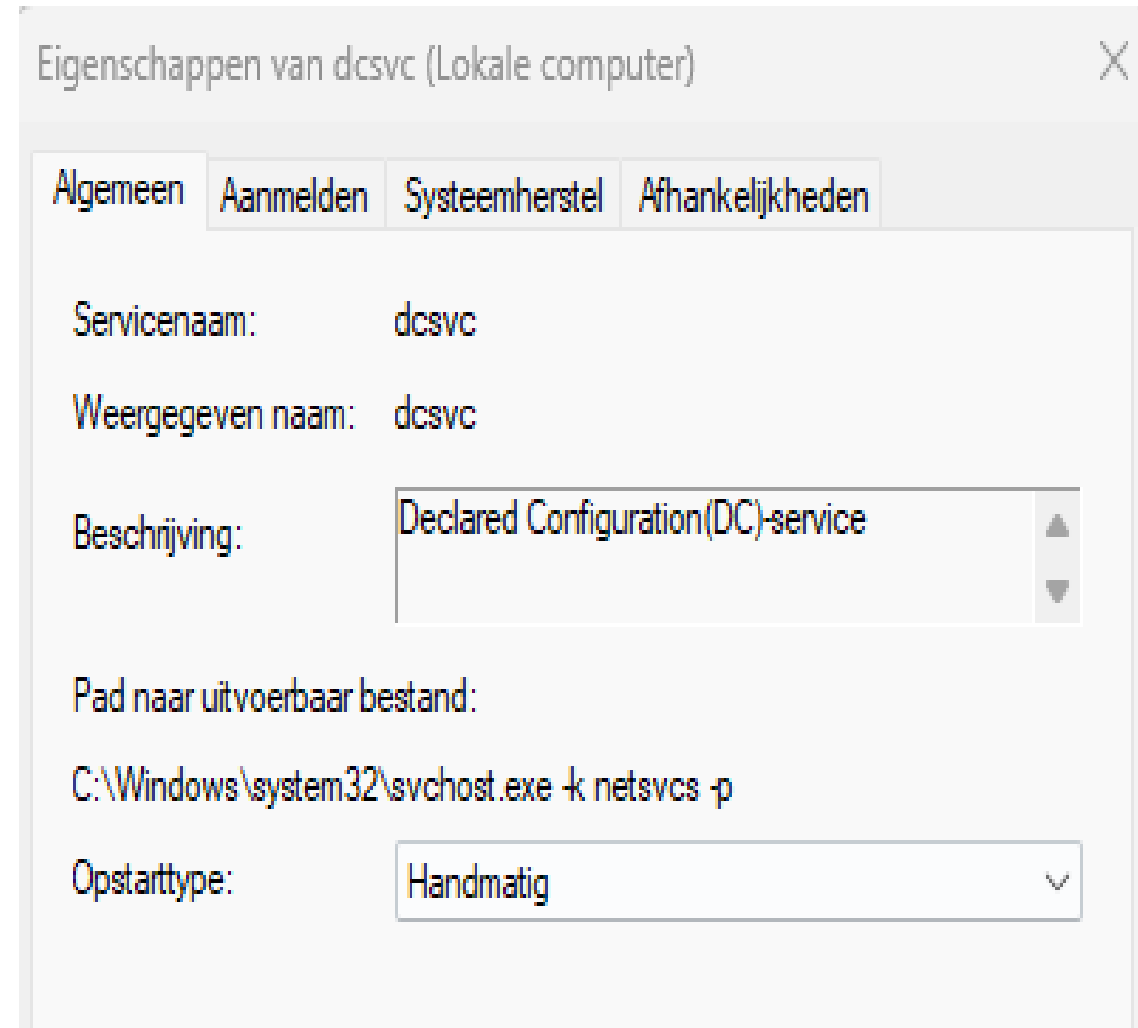 Eigenschappen van dcsvc (Lokale computer)
Algemeen Aanmelden Systeemherstel Afhankelijkheden
Servicenaam: dcsvc
Weergegeven naam: dcsvc
Beschrijving: Declared Configuration(DC)-service
Pad naar uitvoerbaar bestand:
C:\Windows\system32\svchost.exe -k netsvcs -p
Opstarttype: Handmatig